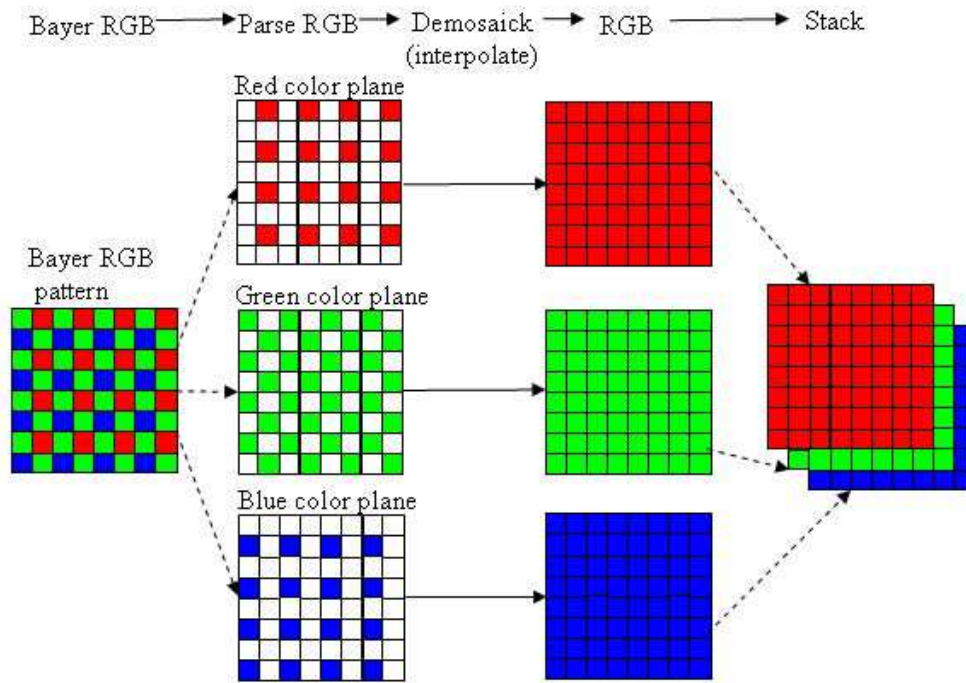 Bayer RGB Parse RGB Demosaick RGB Stack
(interpolate)
Red color plane
Bayer RGB
pattern
Green color plane
Blue color plane